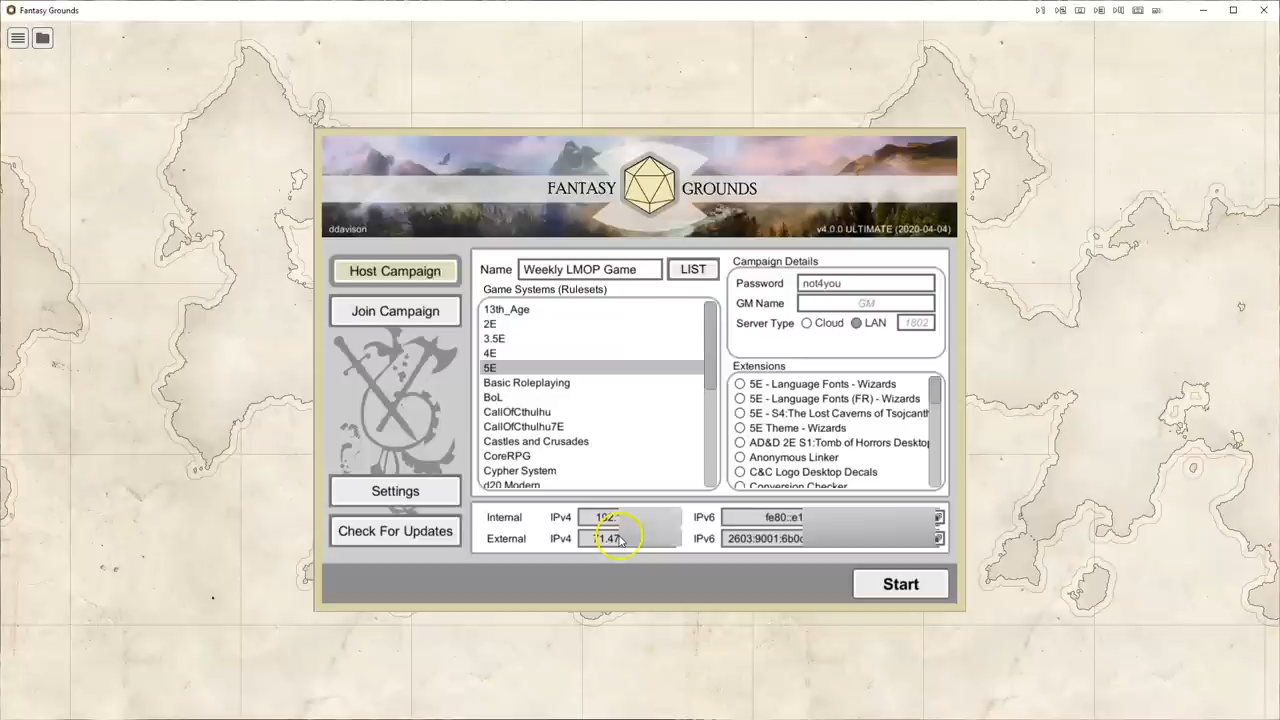 Fantasy Grounds
FANTASY GROUNDS
ddavison
v4.0.0 ULTIMATE (2020-04-04)
Host Campaign
Join Campaign
Settings
Check For Updates
Name Weekly LMOP Game LIST
Game Systems (Rulesets)
13th_Age
2E
3.5E
4E
5E
Basic Roleplaying
BoL
CallOfCthulhu
CallOfCthulhu7E
Castles and Crusades
CoreRPG
Cypher System
d20 Modern
Campaign Details
Password not4you
GM Name GM
Server Type Cloud LAN 1802
Extensions
5E - Language Fonts - Wizards
5E - Language Fonts (FR) - Wizards
5E - S4:The Lost Caverns of Tsojcanth
5E Theme - Wizards
AD&D 2E S1:Tomb of Horrors Desktop
Anonymous Linker
C&C Logo Desktop Decals
Conversion Checker
Internal IPv4 192. IPv6 fe80::e1
External IPv4 71.47 IPv6 2603:9001:6b0c
Start